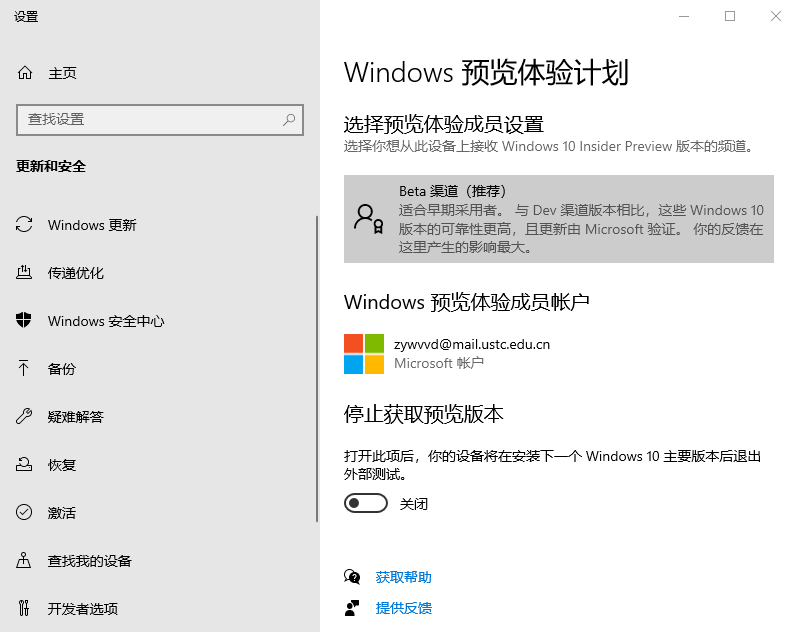 设置
主页
查找设置
更新和安全
Windows 更新
传递优化
Windows 安全中心
备份
疑难解答
恢复
激活
查找我的设备
开发者选项
Windows 预览体验计划
选择预览体验成员设置
选择你想从此设备上接收 Windows 10 Insider Preview 版本的频道。
Beta 渠道（推荐）
适合早期采用者。 与 Dev 渠道版本相比，这些 Windows 10
版本的可靠性更高，且更新由 Microsoft 验证。 你的反馈在
这里产生的影响最大。
Windows 预览体验成员帐户
zywvvd@mail.ustc.edu.cn
Microsoft 帐户
停止获取预览版本
打开此项后，你的设备将在安装下一个 Windows 10 主要版本后退出
外部测试。
关闭
获取帮助
提供反馈